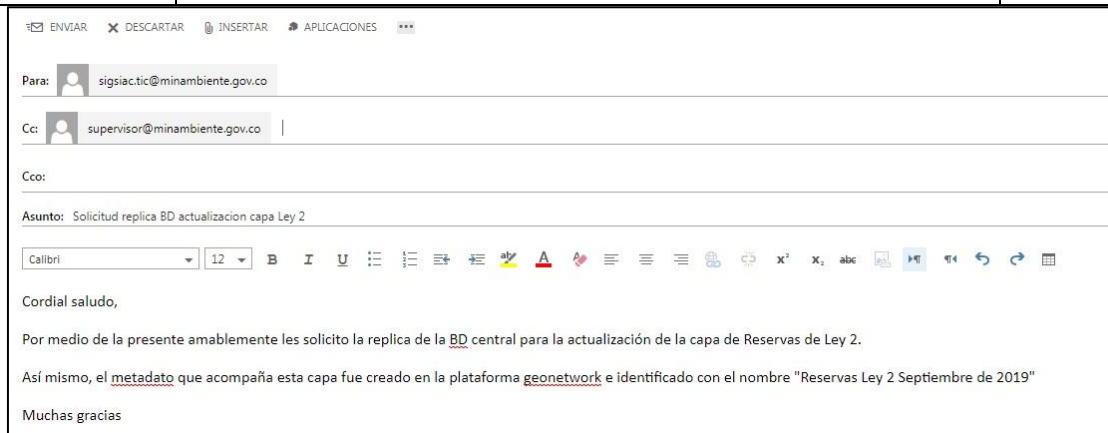 ENVIAR DESCARTAR INSERTAR APLICACIONES ...
Para: sigsiac.tic@minambiente.gov.co
Cc: supervisor@minambiente.gov.co
Cco:
Asunto: Solicitud replica BD actualizacion capa Ley 2
Calibri 12 B I U A x² x₂ abc
Cordial saludo,
Por medio de la presente amablemente les solicito la replica de la BD central para la actualización de la capa de Reservas de Ley 2.
Así mismo, el metadato que acompaña esta capa fue creado en la plataforma geonetwork e identificado con el nombre "Reservas Ley 2 Septiembre de 2019"
Muchas gracias